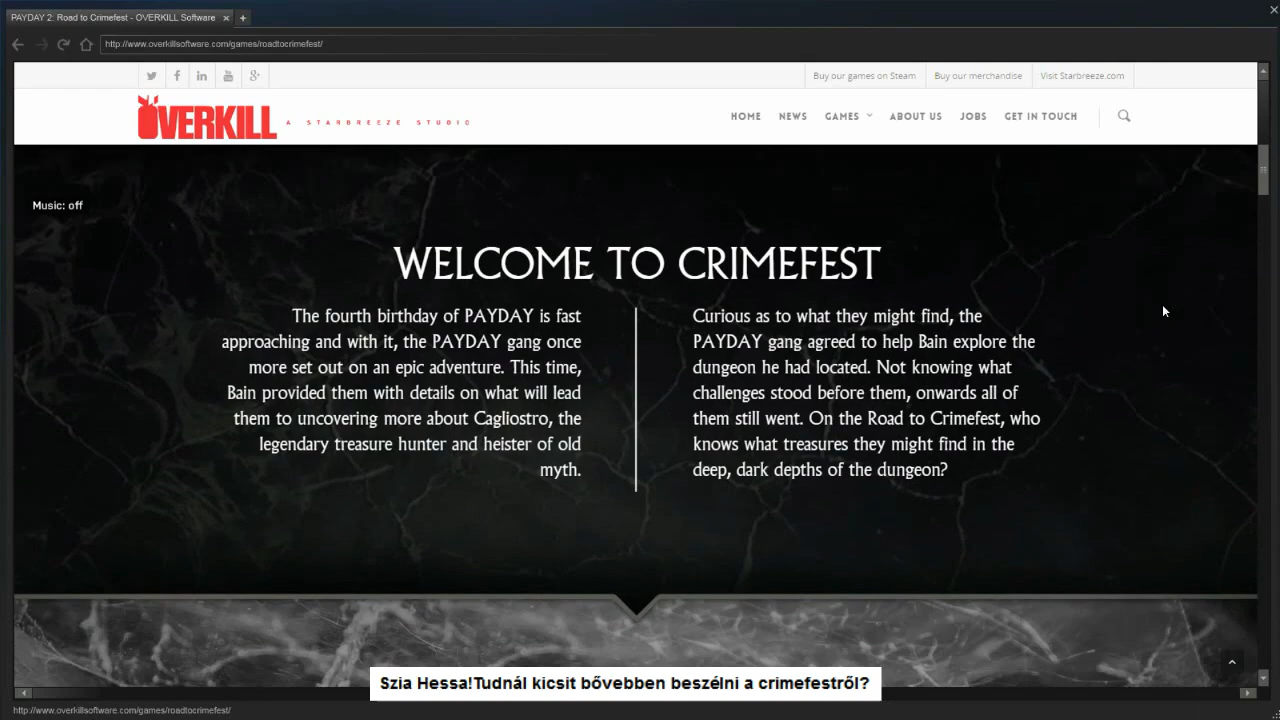 PAYDAY 2: Road to Crimefest - OVERKILL Software
http://www.overkillsoftware.com/games/roadtocrimefest/
Buy our games on Steam
Buy our merchandise
Visit Starbreeze.com
OVERKILL
A STARBREEZE STUDIO
HOME
NEWS
GAMES
ABOUT US
JOBS
GET IN TOUCH
Music: off
WELCOME TO CRIMEFEST
The fourth birthday of PAYDAY is fast
approaching and with it, the PAYDAY gang once
more set out on an epic adventure. This time,
Bain provided them with details on what will lead
them to uncovering more about Cagliostro, the
legendary treasure hunter and heister of old
myth.
Curious as to what they might find, the
PAYDAY gang agreed to help Bain explore the
dungeon he had located. Not knowing what
challenges stood before them, onwards all of
them still went. On the Road to Crimefest, who
knows what treasures they might find in the
deep, dark depths of the dungeon?
Szia Hessa!Tudnál kicsit bővebben beszélni a crimefestről?
http://www.overkillsoftware.com/games/roadtocrimefest/